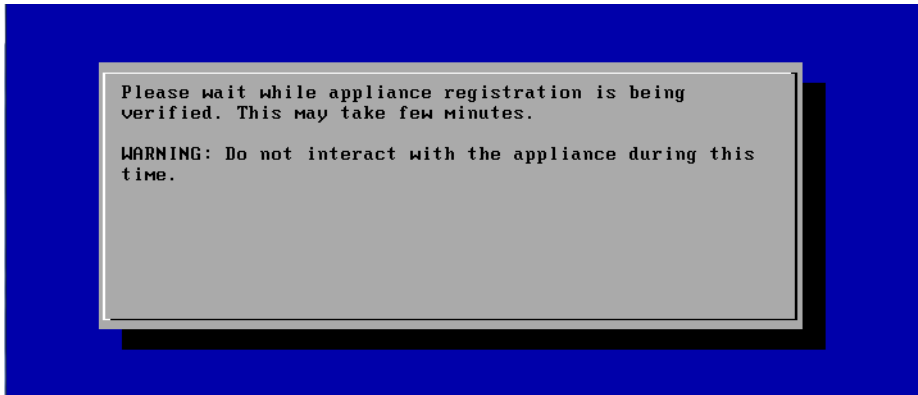 Please wait while appliance registration is being
verified. This may take few minutes.
WARNING: Do not interact with the appliance during this
time.